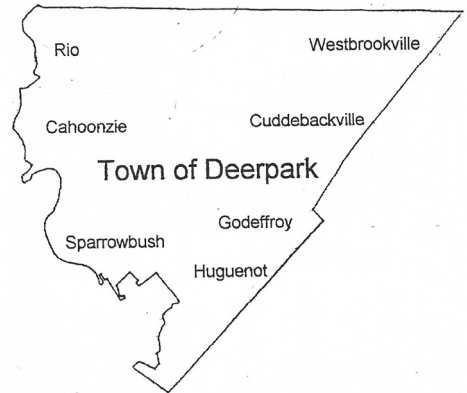 Rio
Westbrookville
Cahoonzie
Cuddebackville
Town of Deerpark
Godeffroy
Sparrowbush
Huguenot